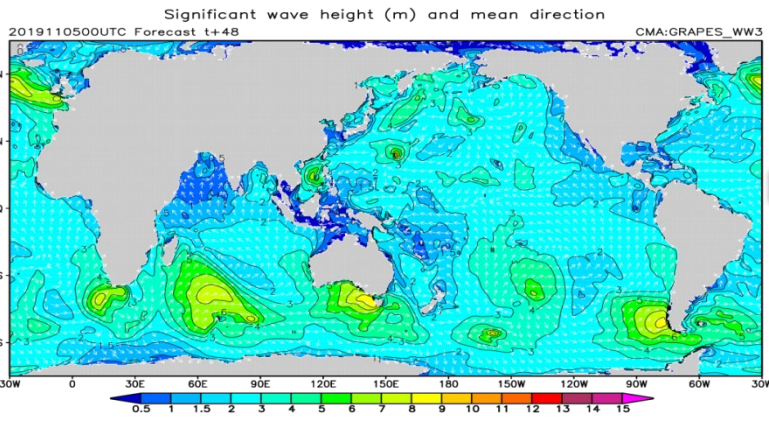 Significant wave height (m) and mean direction
2019110500UTC Forecast t+48 CMA:GRAPES_WW3
N
N
S
S
30W 0 30E 60E 90E 120E 150E 180 150W 120W 90W 60W 30W
0.5 1 1.5 2 3 4 5 6 7 8 9 10 11 12 13 14 15